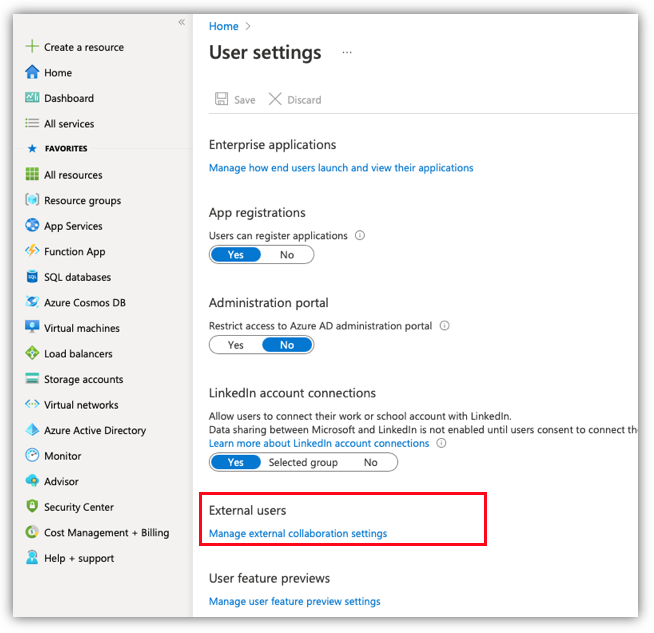 «
Create a resource
Home
Dashboard
All services
FAVORITES
All resources
Resource groups
App Services
Function App
SQL databases
Azure Cosmos DB
Virtual machines
Load balancers
Storage accounts
Virtual networks
Azure Active Directory
Monitor
Advisor
Security Center
Cost Management + Billing
Help + support
Home >
User settings ...
Save Discard
Enterprise applications
Manage how end users launch and view their applications
App registrations
Users can register applications
Yes No
Administration portal
Restrict access to Azure AD administration portal
Yes No
LinkedIn account connections
Allow users to connect their work or school account with LinkedIn.
Data sharing between Microsoft and LinkedIn is not enabled until users consent to connect the
Learn more about LinkedIn account connections
Yes Selected group No
External users
Manage external collaboration settings
User feature previews
Manage user feature preview settings